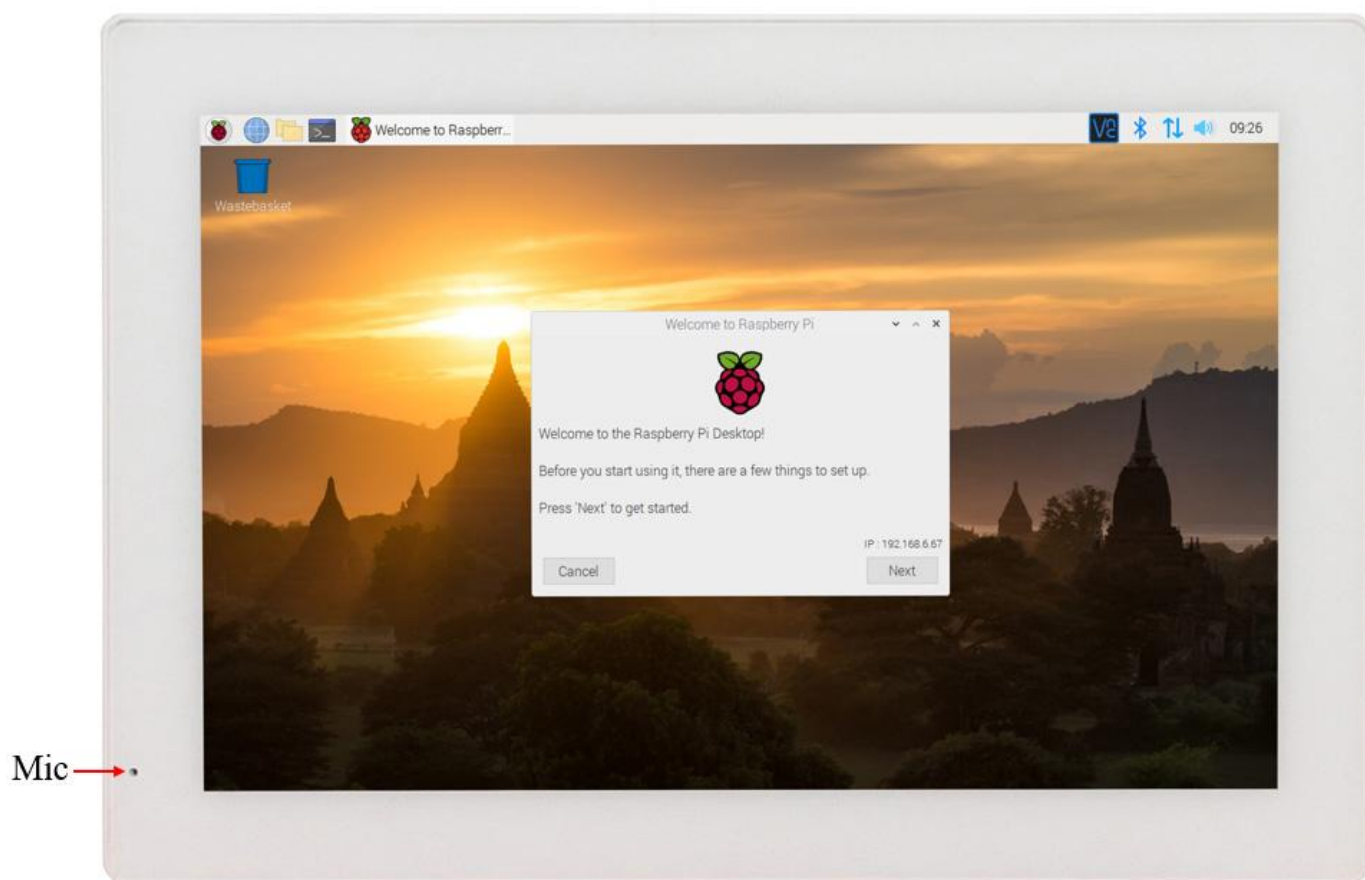 Welcome to Raspberr...
09:26
Wastebasket
Welcome to Raspberry Pi
Welcome to the Raspberry Pi Desktop!
Before you start using it, there are a few things to set up.
Press 'Next' to get started.
IP : 192.168.6.67
Cancel
Next
Mic